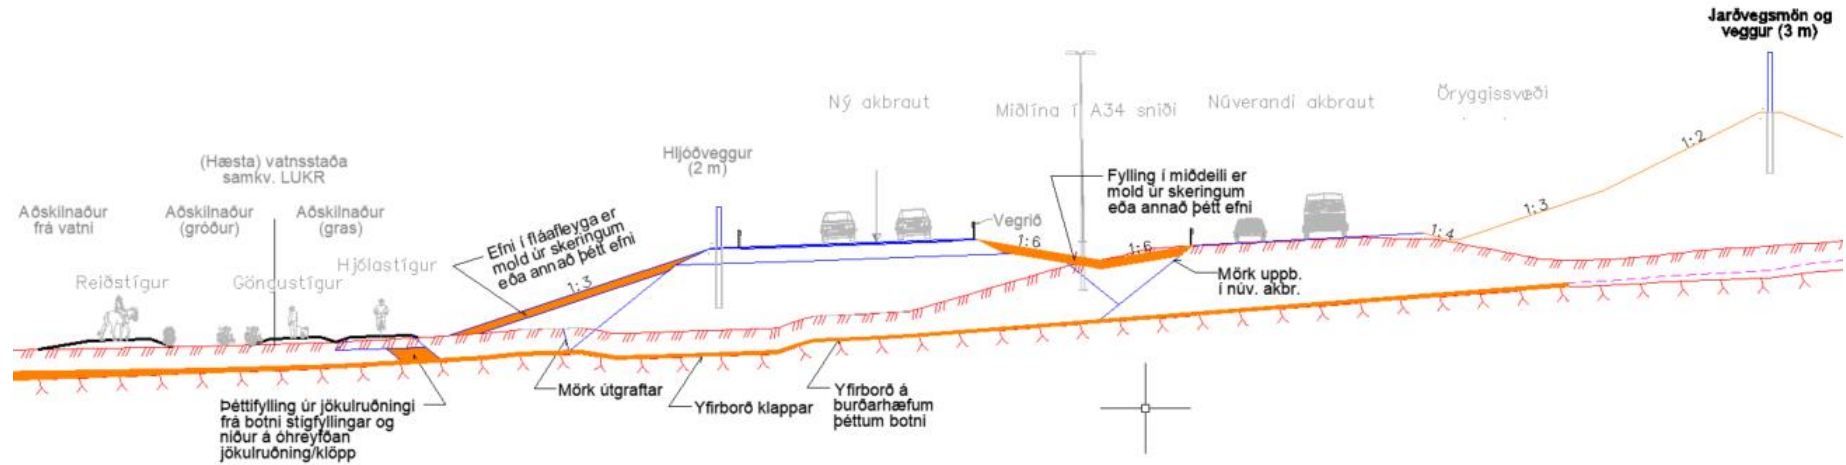 Jarðvegsmön og
veggur (3 m)
Ný akbraut
Miðlína í A34 sniði
Núverandi akbraut
Öryggissvæði
1:2
Hljóðveggur
(2 m)
(Hæsta) vatnsstaða
samkv. LUKR
Fylling í miðdeili er
mold úr skeringum
eða annað þétt efni
Aðskilnaður
frá vatni
Aðskilnaður
(gróður)
Aðskilnaður
(gras)
Efni í fláafleyga er
mold úr skeringum
eða annað þétt efni
Vegrið
1:3
1:6
1:6
1:4
Reiðstígur
Göngustígur
Hjólastígur
1:3
Mörk uppb.
í núv. akbr.
Þéttifylling úr jökulruðningi
frá botni stígfyllingar og
niður á óhreyfðan
jökulruðning/klöpp
Mörk útgraftar
Yfirborð klappar
Yfirborð á
burðarhæfum
þéttum botni